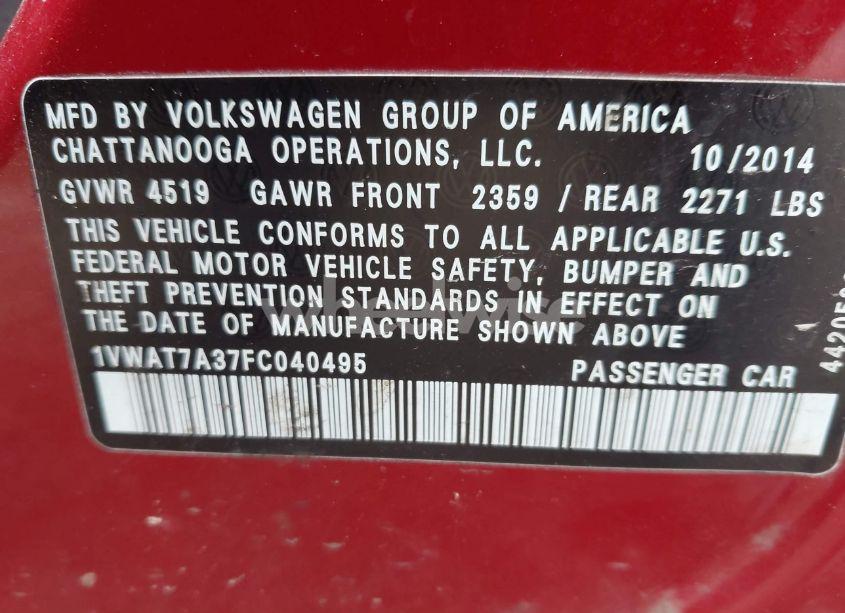 MFD BY VOLKSWAGEN GROUP OF AMERICA
CHATTANOOGA OPERATIONS, LLC. 10/2014
GVWR 4519 GAWR FRONT 2359 / REAR 2271 LBS
THIS VEHICLE CONFORMS TO ALL APPLICABLE U.S.
FEDERAL MOTOR VEHICLE SAFETY, BUMPER AND
THEFT PREVENTION STANDARDS IN EFFECT ON
THE DATE OF MANUFACTURE SHOWN ABOVE
1VWAT7A37FC040495 PASSENGER CAR